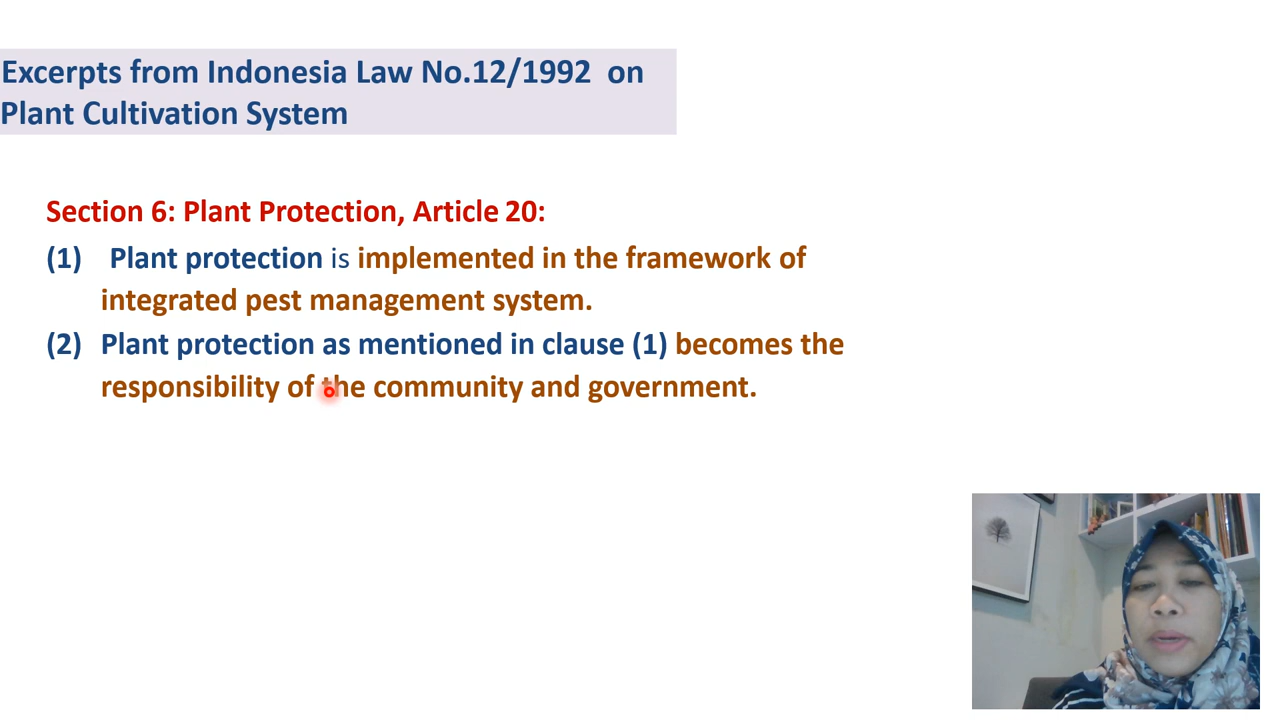 Excerpts from Indonesia Law No.12/1992 on
Plant Cultivation System
Section 6: Plant Protection, Article 20:
(1) Plant protection is implemented in the framework of
integrated pest management system.
(2) Plant protection as mentioned in clause (1) becomes the
responsibility of the community and government.